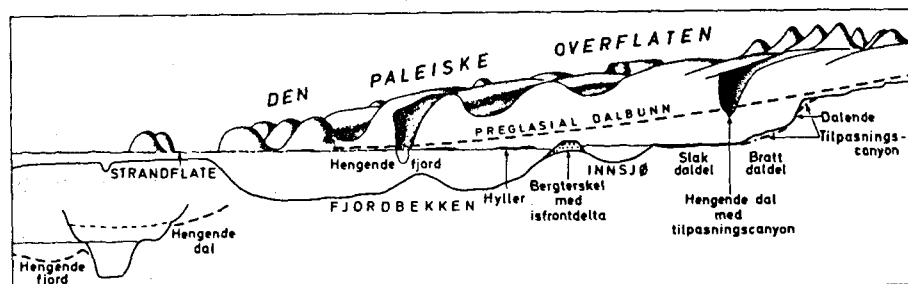 DEN PALEISKE OVERFLATEN
PREGLASIAL DALBUNN
Dalende
Tilpasnings-
canyon
STRANDFLATE
Hengende fjord
Hyller
Bergterskel
med
isfrontdelta
INNSJØ
Slak
daldel
Bratt
daldel
FJORDBEKKEN
Hengende dal
med
tilpasningscanyon
Hengende
dal
Hengende
fjord